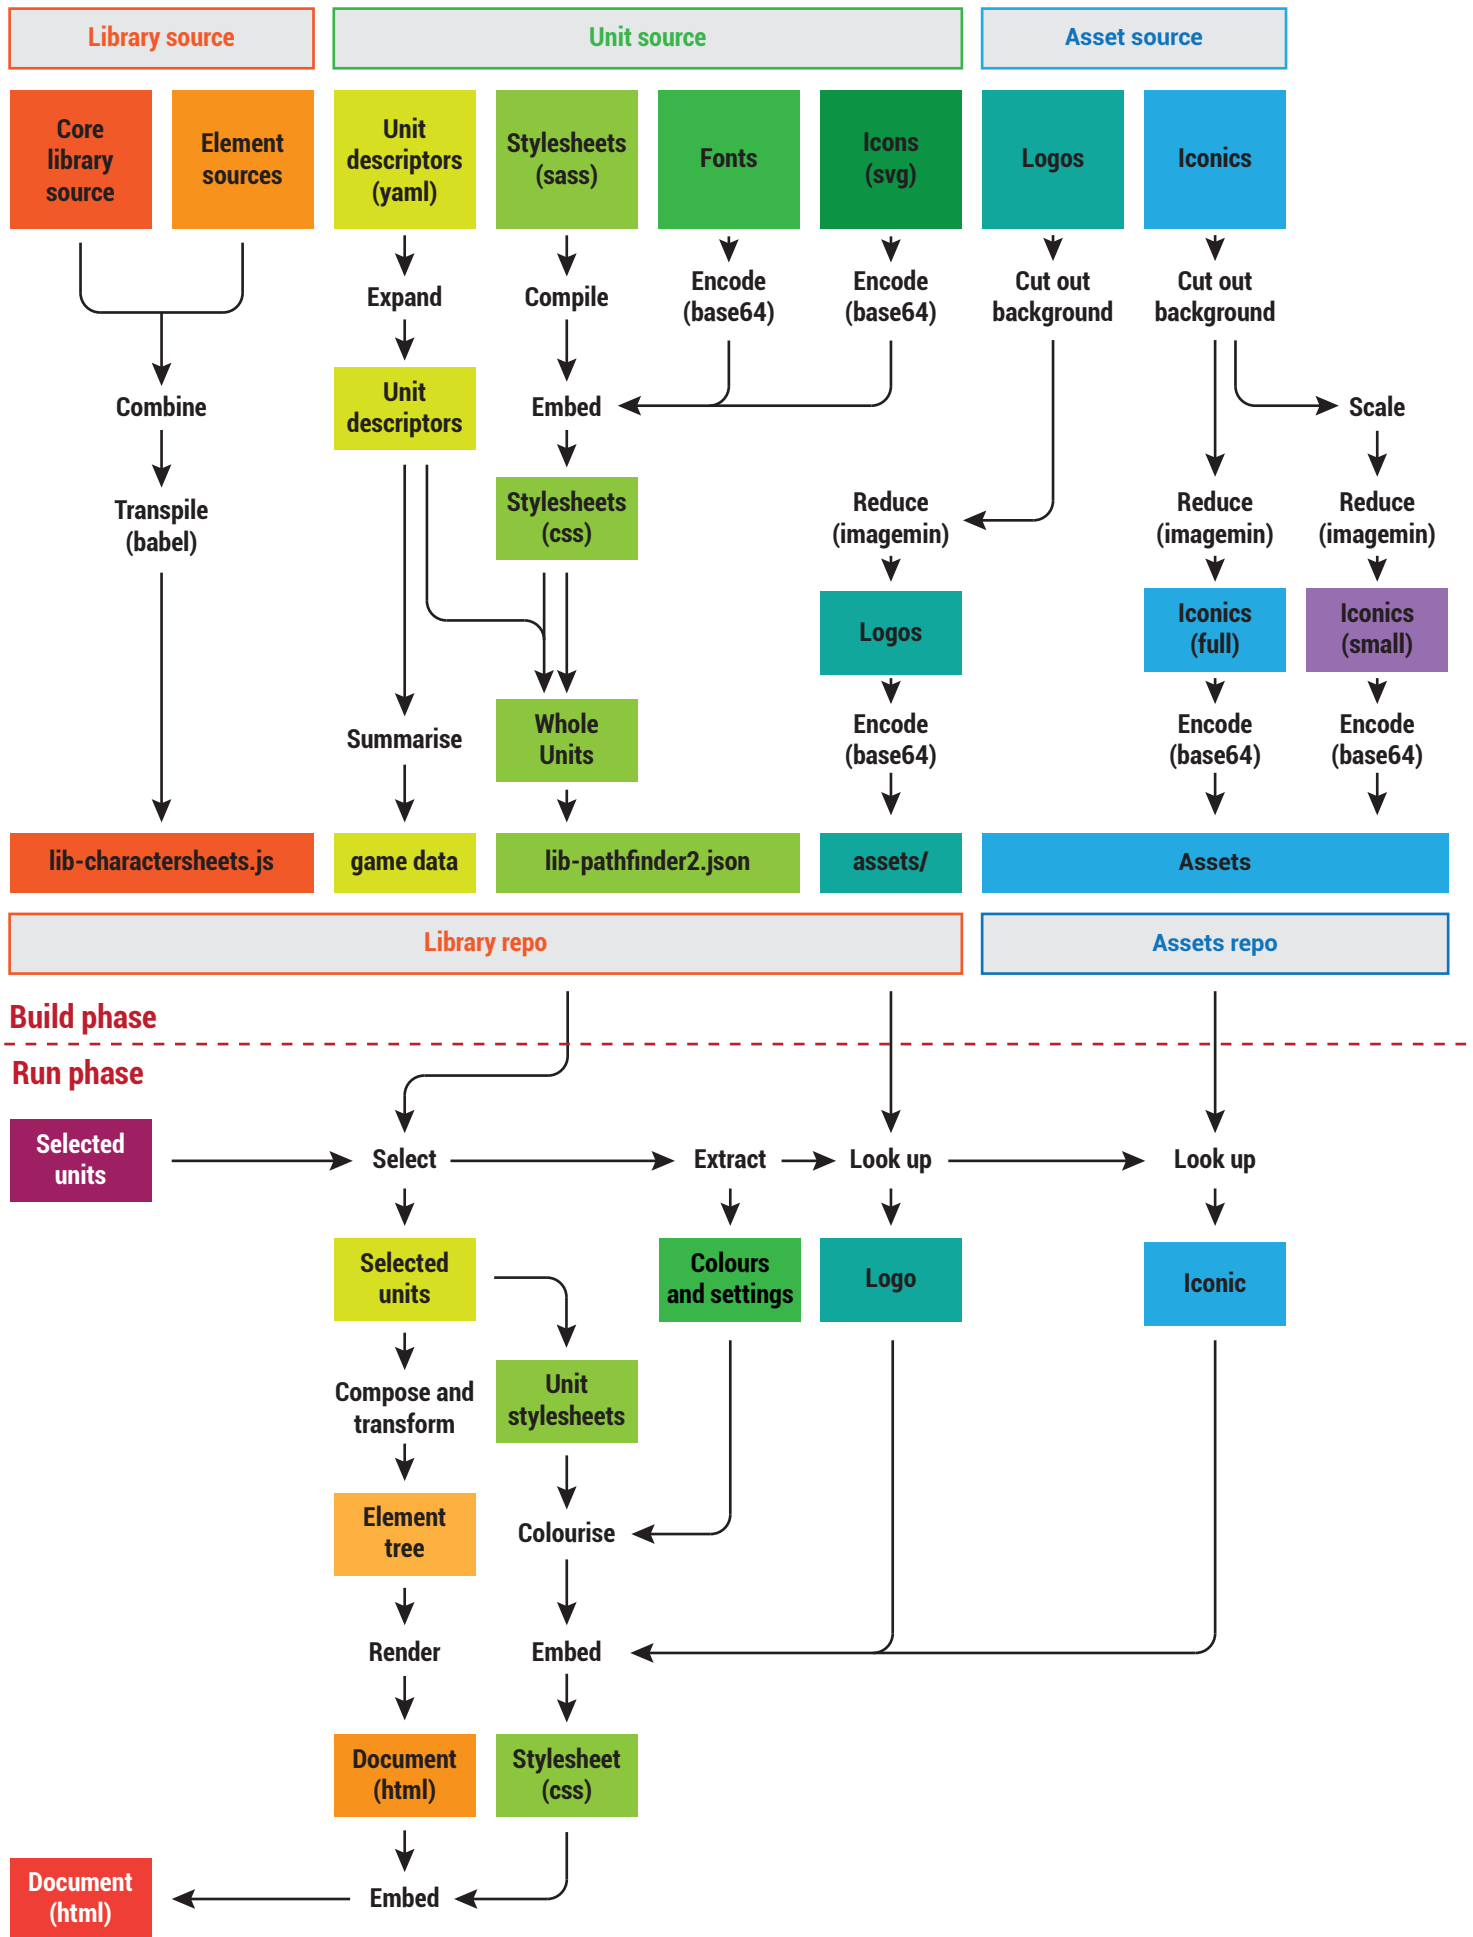 Library source
Unit source
Asset source
Core
library
source
Element
sources
Unit
descriptors
(yaml)
Stylesheets
(sass)
Fonts
Icons
(svg)
Logos
Iconics
Expand
Compile
Encode
(base64)
Encode
(base64)
Cut out
background
Cut out
background
Combine
Unit
descriptors
Embed
Scale
Transpile
(babel)
Stylesheets
(css)
Reduce
(imagemin)
Reduce
(imagemin)
Reduce
(imagemin)
Logos
Iconics
(full)
Iconics
(small)
Summarise
Whole
Units
Encode
(base64)
Encode
(base64)
Encode
(base64)
lib-charactersheets.js
game data
lib-pathfinder2.json
assets/
Assets
Library repo
Assets repo
Build phase
Run phase
Selected
units
Select
Extract
Look up
Look up
Selected
units
Colours
and settings
Logo
Iconic
Compose and
transform
Unit
stylesheets
Element
tree
Colourise
Render
Embed
Document
(html)
Stylesheet
(css)
Document
(html)
Embed